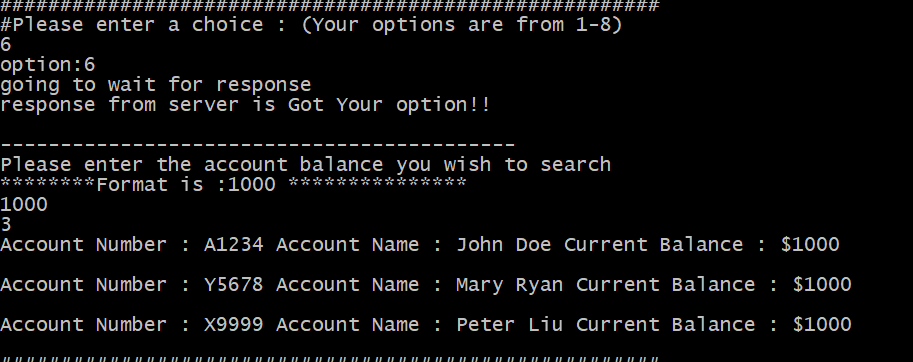 #######################################################
#Please enter a choice : (Your options are from 1-8)
6
option:6
going to wait for response
response from server is Got Your option!!
-------------------------------------------
Please enter the account balance you wish to search
********Format is :1000 ***************
1000
3
Account Number : A1234 Account Name : John Doe Current Balance : $1000
Account Number : Y5678 Account Name : Mary Ryan Current Balance : $1000
Account Number : X9999 Account Name : Peter Liu Current Balance : $1000
#######################################################